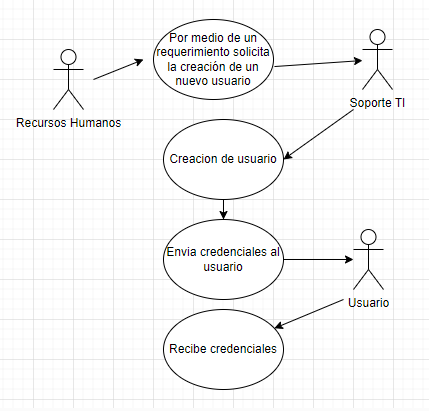 Por medio de un
requerimiento solicita
la creación de un
nuevo usuario
Recursos Humanos
Soporte TI
Creacion de usuario
Envia credenciales al
usuario
Usuario
Recibe credenciales